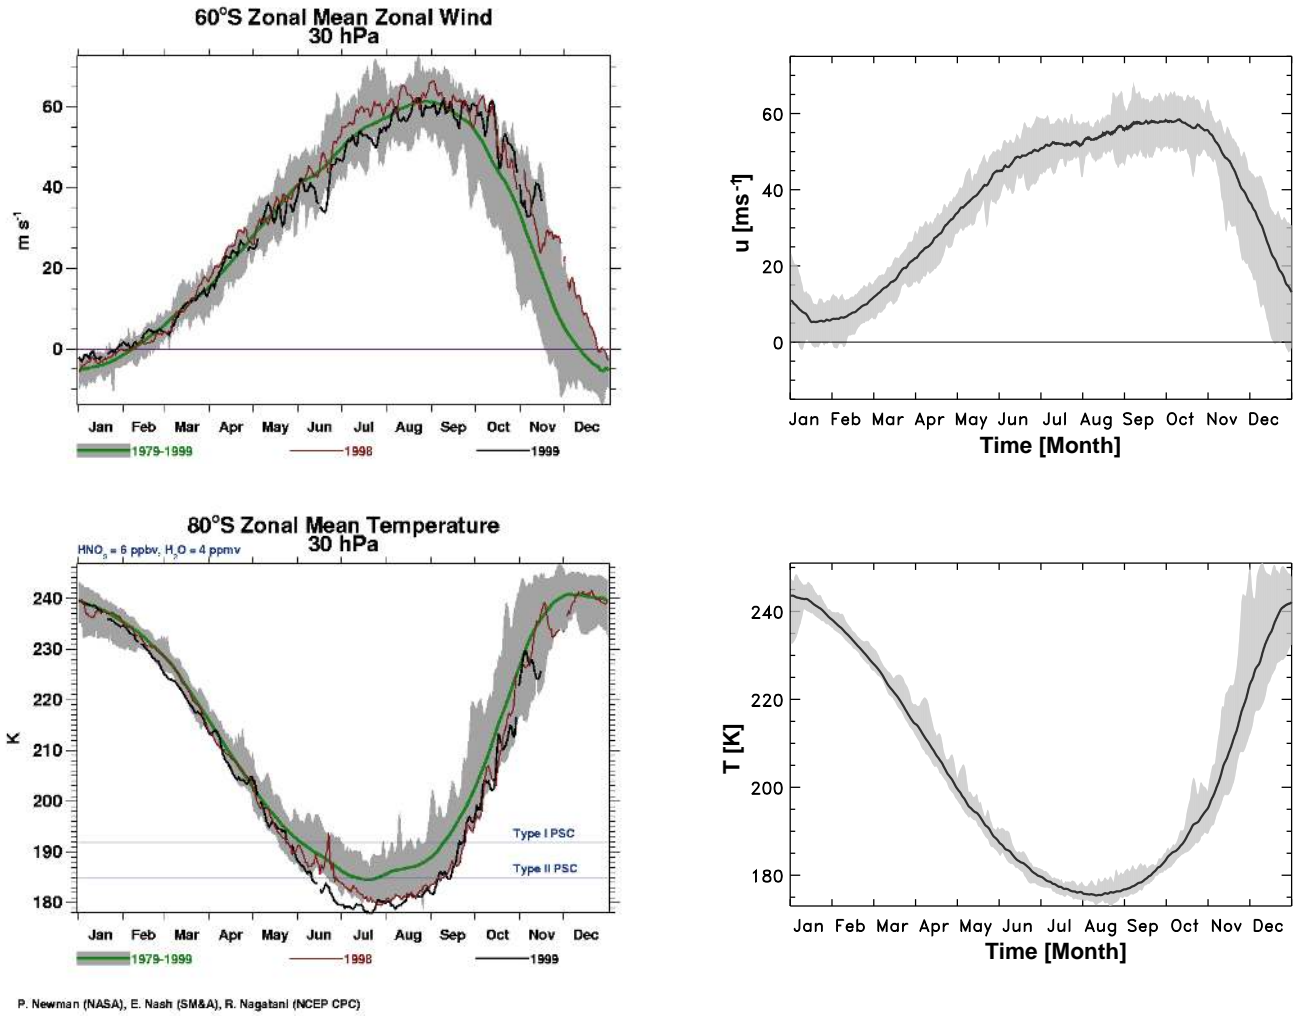 60°S Zonal Mean Zonal Wind
30 hPa
60
40
20
0
m s⁻¹
Jan Feb Mar Apr May Jun Jul Aug Sep Oct Nov Dec
1979-1999 1998 1999
60
40
20
0
u [ms⁻¹]
Jan Feb Mar Apr May Jun Jul Aug Sep Oct Nov Dec
Time [Month]
80°S Zonal Mean Temperature
30 hPa
HNO₃ = 6 ppbv, H₂O = 4 ppmv
240
230
220
210
200
190
180
K
Type I PSC
Type II PSC
Jan Feb Mar Apr May Jun Jul Aug Sep Oct Nov Dec
1979-1999 1998 1999
240
220
200
180
T [K]
Jan Feb Mar Apr May Jun Jul Aug Sep Oct Nov Dec
Time [Month]
P. Newman (NASA), E. Nash (SM&A), R. Nagatani (NCEP CPC)